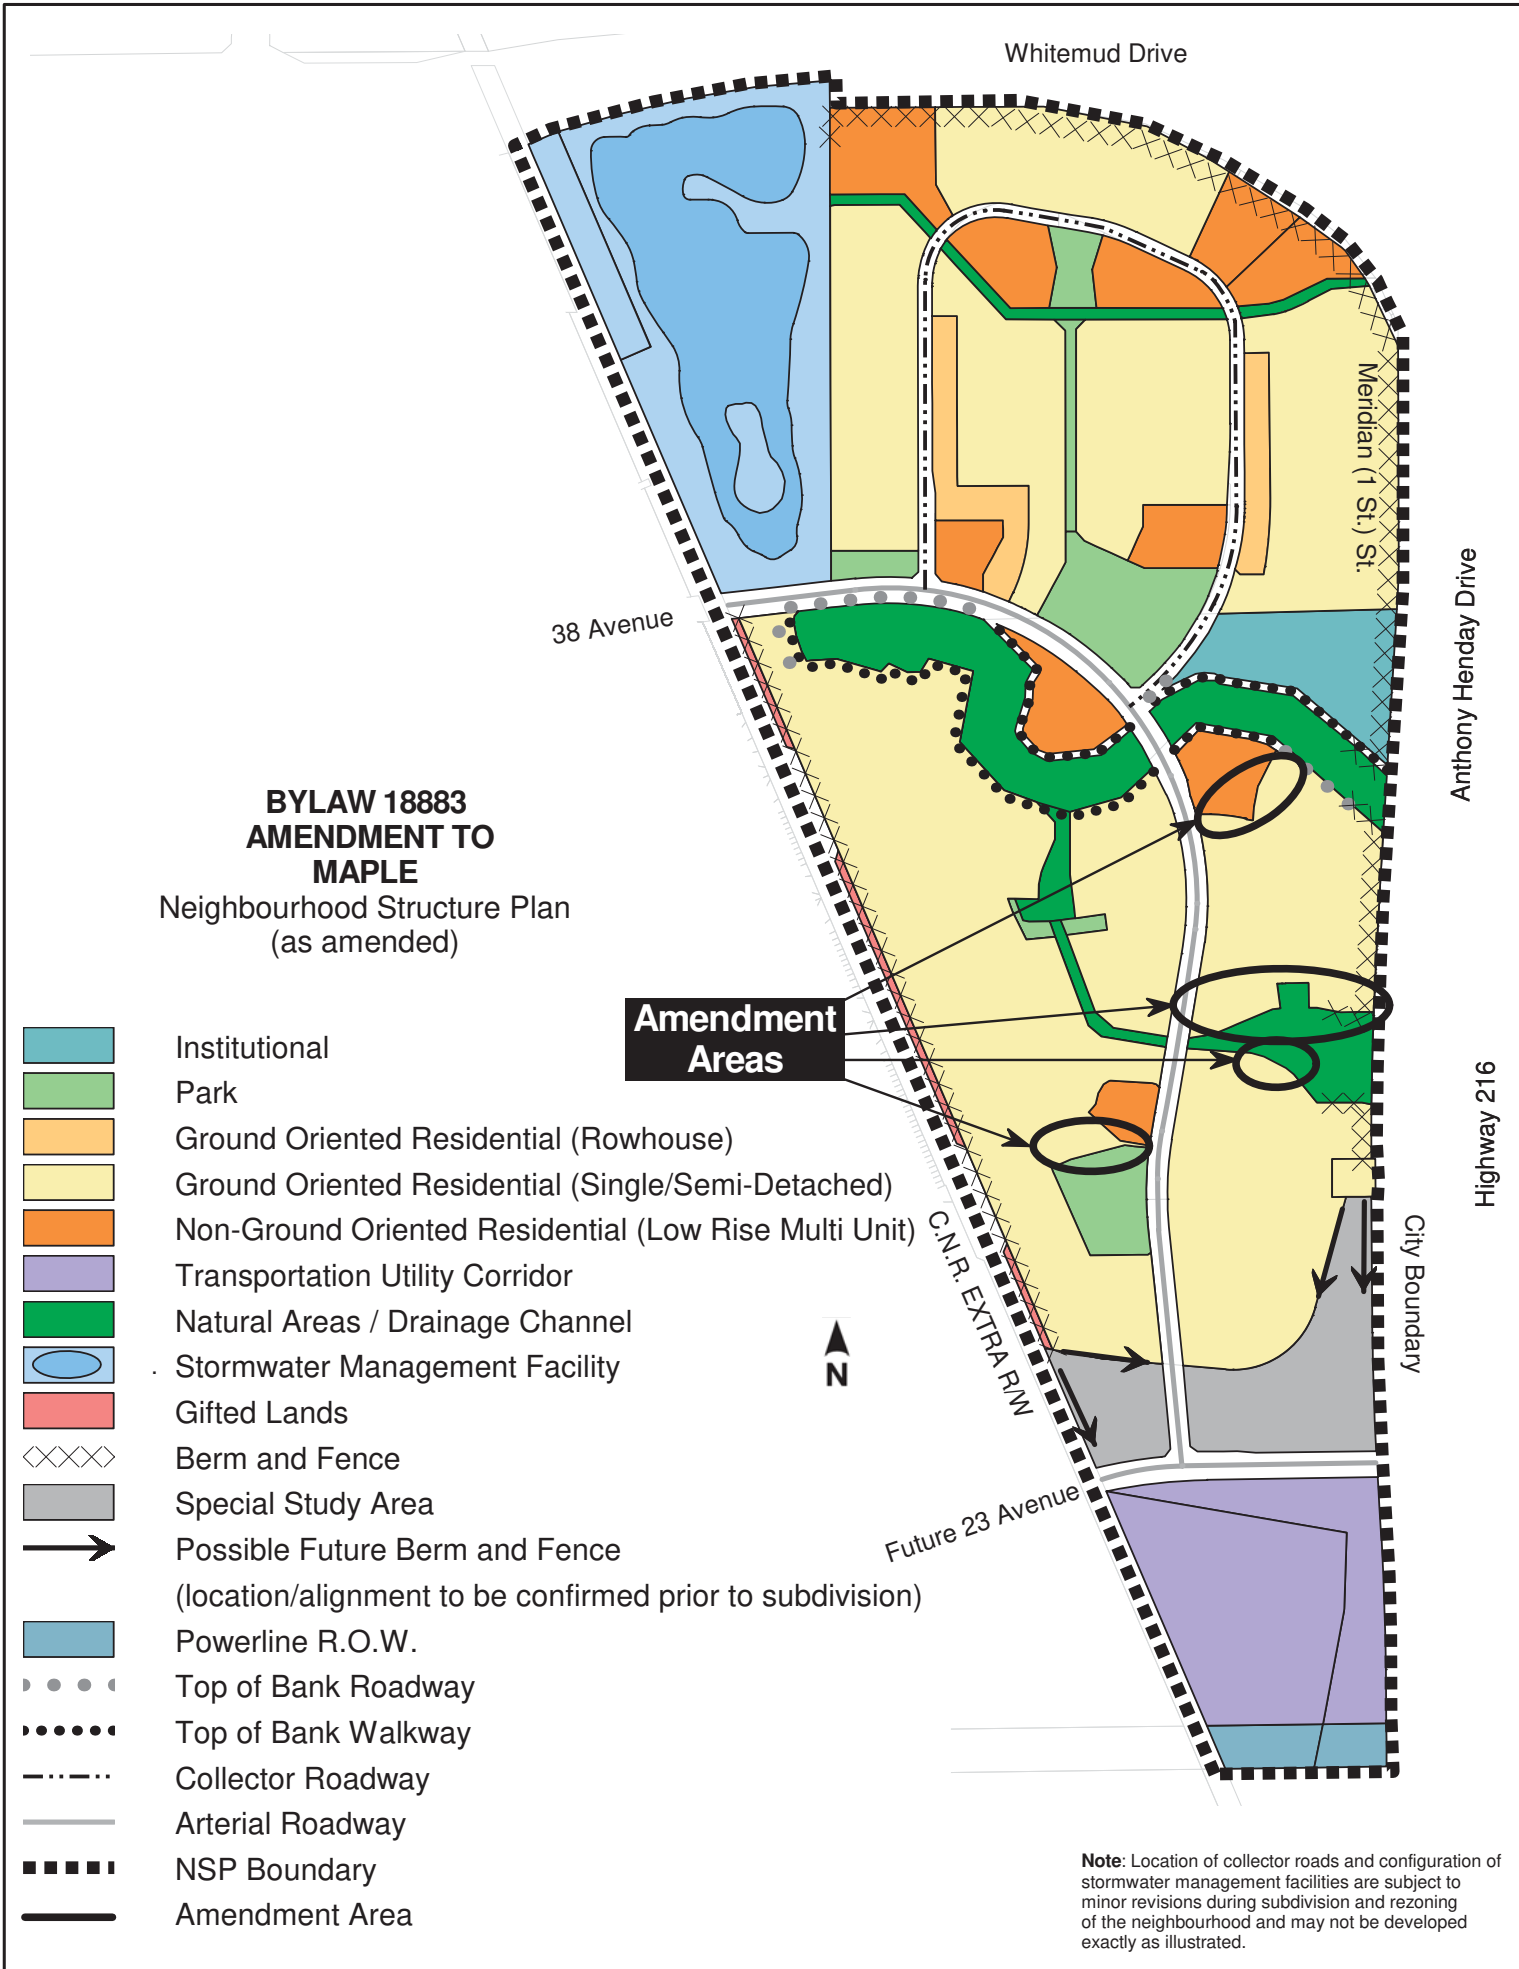 Whitemud Drive
Meridian (1 St.) St.
38 Avenue
Anthony Henday Drive
BYLAW 18883
AMENDMENT TO
MAPLE
Neighbourhood Structure Plan
(as amended)
Amendment
Areas
Institutional
Park
Ground Oriented Residential (Rowhouse)
Ground Oriented Residential (Single/Semi-Detached)
Non-Ground Oriented Residential (Low Rise Multi Unit)
Transportation Utility Corridor
Natural Areas / Drainage Channel
Stormwater Management Facility
Gifted Lands
Berm and Fence
Special Study Area
Possible Future Berm and Fence
(location/alignment to be confirmed prior to subdivision)
Powerline R.O.W.
Top of Bank Roadway
Top of Bank Walkway
Collector Roadway
Arterial Roadway
NSP Boundary
Amendment Area
N
C.N.R. EXTRA R/W
Highway 216
City Boundary
Future 23 Avenue
Note: Location of collector roads and configuration of
stormwater management facilities are subject to
minor revisions during subdivision and rezoning
of the neighbourhood and may not be developed
exactly as illustrated.